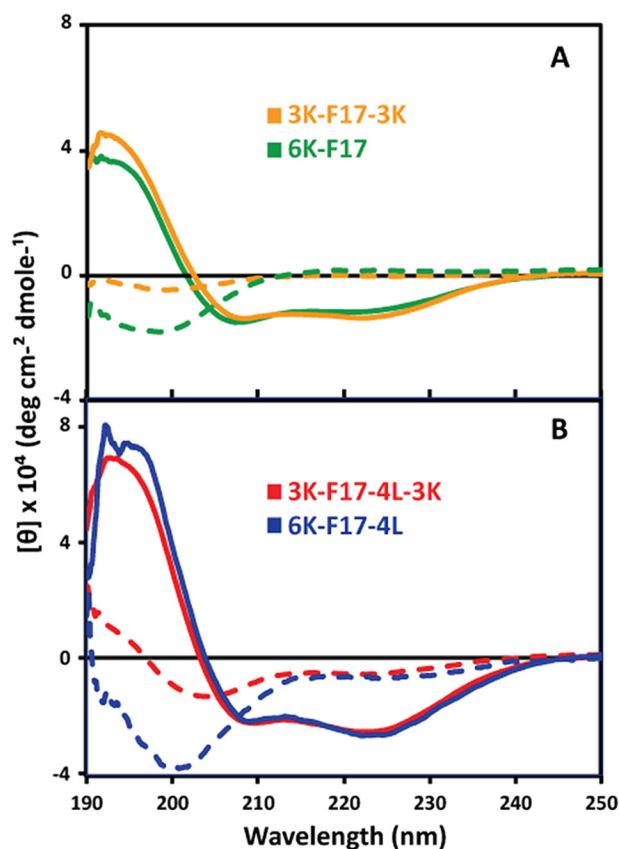 8
A
3K-F17-3K
6K-F17
4
0
-4
8
B
3K-F17-4L-3K
6K-F17-4L
4
0
-4
190 200 210 220 230 240 250
Wavelength (nm)
[θ] x 10⁴ (deg cm-² dmole-¹)